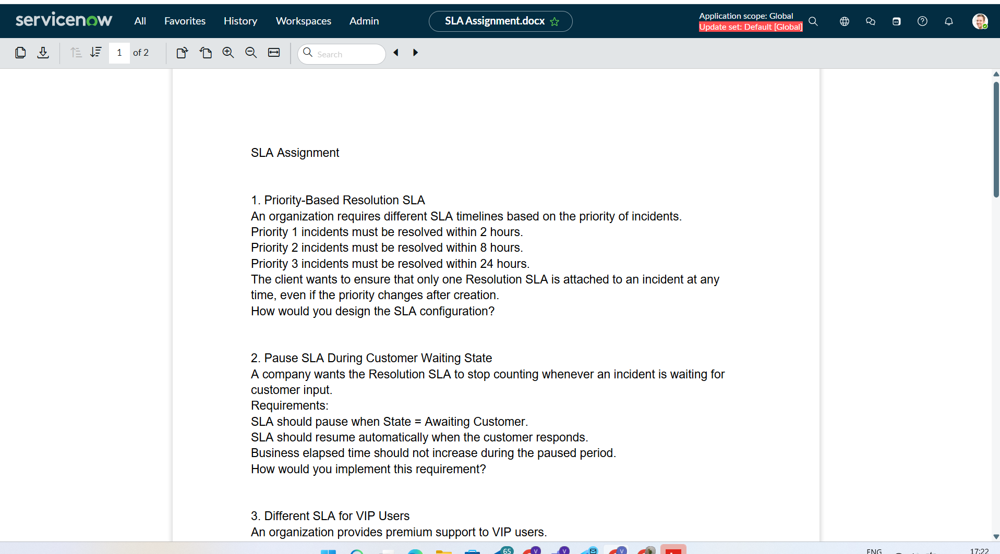 servicenow All Favorites History Workspaces Admin SLA Assignment.docx Application scope: Global
Update set: Default [Global]
1 of 2 Search
SLA Assignment
1. Priority-Based Resolution SLA
An organization requires different SLA timelines based on the priority of incidents.
Priority 1 incidents must be resolved within 2 hours.
Priority 2 incidents must be resolved within 8 hours.
Priority 3 incidents must be resolved within 24 hours.
The client wants to ensure that only one Resolution SLA is attached to an incident at any
time, even if the priority changes after creation.
How would you design the SLA configuration?
2. Pause SLA During Customer Waiting State
A company wants the Resolution SLA to stop counting whenever an incident is waiting for
customer input.
Requirements:
SLA should pause when State = Awaiting Customer.
SLA should resume automatically when the customer responds.
Business elapsed time should not increase during the paused period.
How would you implement this requirement?
3. Different SLA for VIP Users
An organization provides premium support to VIP users.
65 V V V ENG 17:22